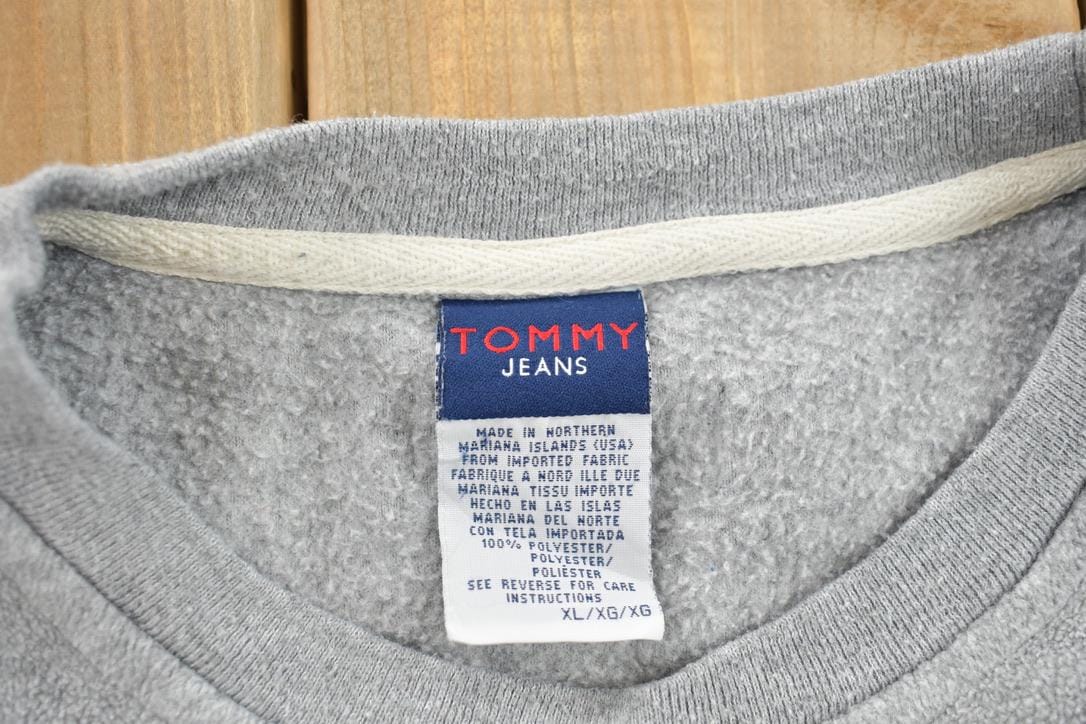 TOMMY
JEANS
MADE IN NORTHERN
MARIANA ISLANDS (USA)
FROM IMPORTED FABRIC
FABRIQUE A NORD ILLE DUE
MARIANA TISSU IMPORTE
HECHO EN LAS ISLAS
MARIANA DEL NORTE
CON TELA IMPORTADA
100% POLYESTER/
POLYESTER/
POLIÉSTER
SEE REVERSE FOR CARE
INSTRUCTIONS
XL/XG/XG